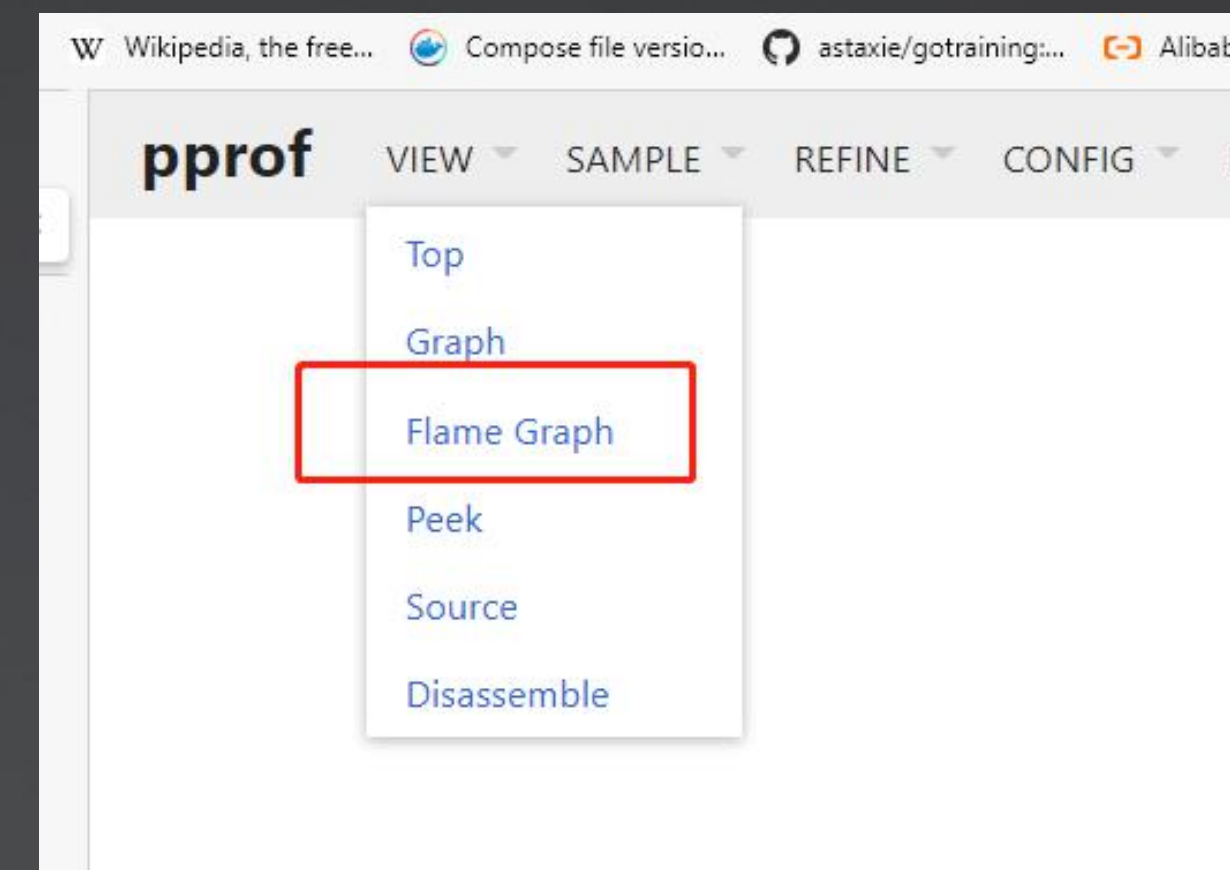 W Wikipedia, the free... Compose file versio... astaxie/gotraining:... Alibab
pprof VIEW SAMPLE REFINE CONFIG
Top
Graph
Flame Graph
Peek
Source
Disassemble